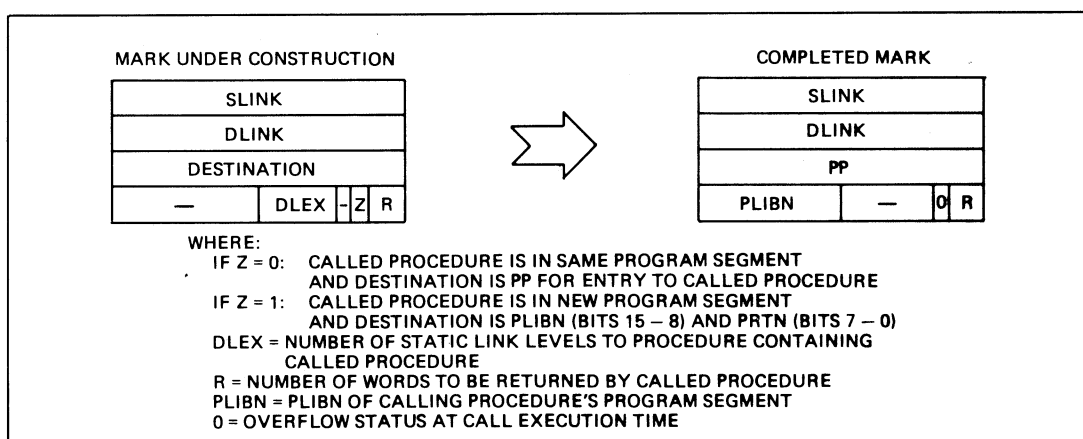 MARK UNDER CONSTRUCTION
SLINK
DLINK
DESTINATION
— DLEX - Z R
COMPLETED MARK
SLINK
DLINK
PP
PLIBN — 0 R
WHERE:
IF Z = 0: CALLED PROCEDURE IS IN SAME PROGRAM SEGMENT
AND DESTINATION IS PP FOR ENTRY TO CALLED PROCEDURE
IF Z = 1: CALLED PROCEDURE IS IN NEW PROGRAM SEGMENT
AND DESTINATION IS PLIBN (BITS 15 – 8) AND PRTN (BITS 7 – 0)
DLEX = NUMBER OF STATIC LINK LEVELS TO PROCEDURE CONTAINING
CALLED PROCEDURE
R = NUMBER OF WORDS TO BE RETURNED BY CALLED PROCEDURE
PLIBN = PLIBN OF CALLING PROCEDURE'S PROGRAM SEGMENT
0 = OVERFLOW STATUS AT CALL EXECUTION TIME